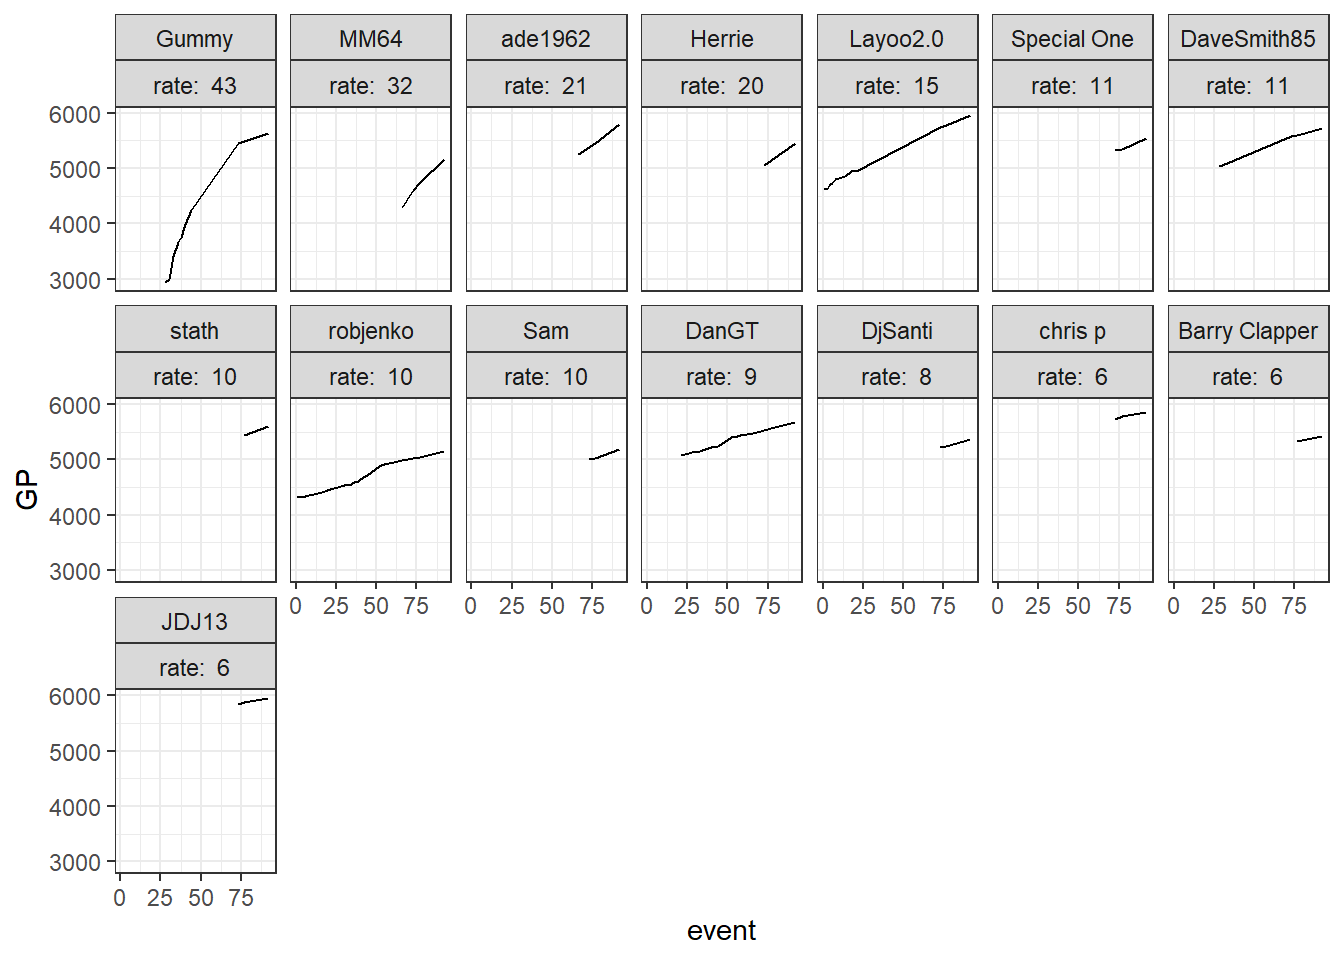 Gummy MM64 ade1962 Herrie Layoo2.0 Special One DaveSmith85
rate: 43 rate: 32 rate: 21 rate: 20 rate: 15 rate: 11 rate: 11
6000
5000
4000
3000
stath robjenko Sam DanGT DjSanti chris p Barry Clapper
rate: 10 rate: 10 rate: 10 rate: 9 rate: 8 rate: 6 rate: 6
6000
5000
GP
4000
3000
0 25 50 75 0 25 50 75 0 25 50 75 0 25 50 75 0 25 50 75 0 25 50 75
JDJ13
rate: 6
6000
5000
4000
3000
0 25 50 75
event